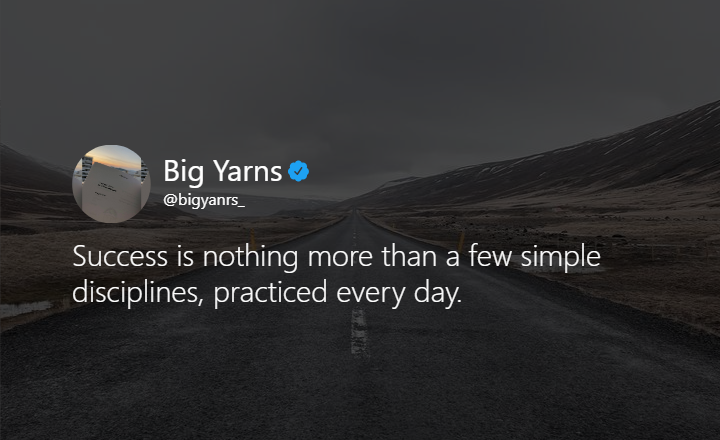 Big Yarns
@bigyanrs_
Success is nothing more than a few simple
disciplines, practiced every day.